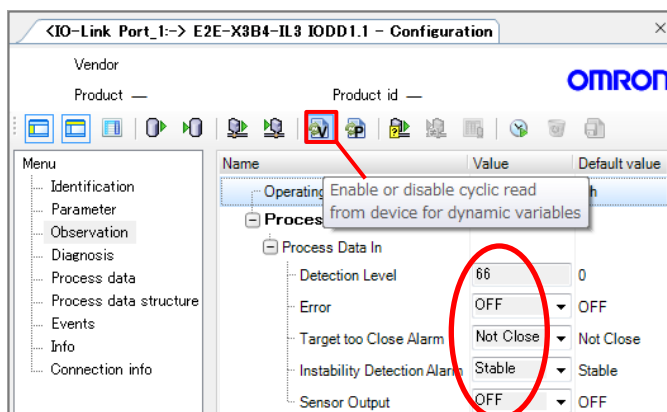 <IO-Link Port_1:-> E2E-X3B4-IL3 IODD1.1 - Configuration
Vendor
Product —
Product id —
OMRON
Menu
Identification
Parameter
Observation
Diagnosis
Process data
Process data structure
Events
Info
Connection info
Name Value Default value
Operating
Enable or disable cyclic read
from device for dynamic variables
Process Data In
Detection Level 66 0
Error OFF OFF
Target too Close Alarm Not Close Not Close
Instability Detection Alarm Stable Stable
Sensor Output OFF OFF